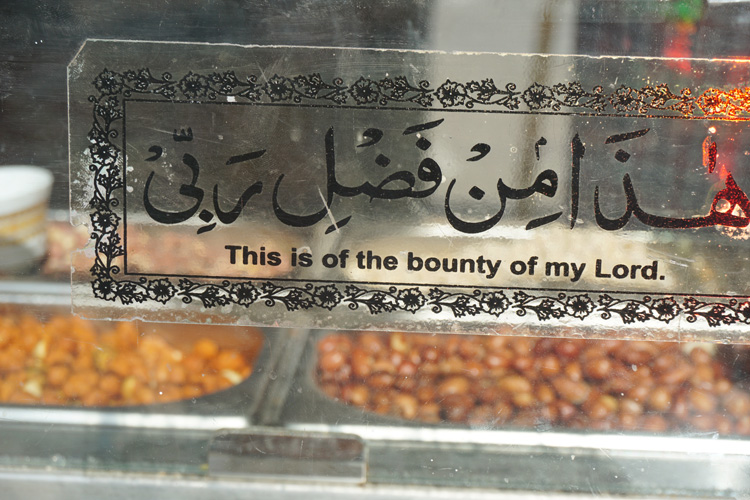 هٰذَا مِنْ فَضْلِ رَبِّیْ
This is of the bounty of my Lord.